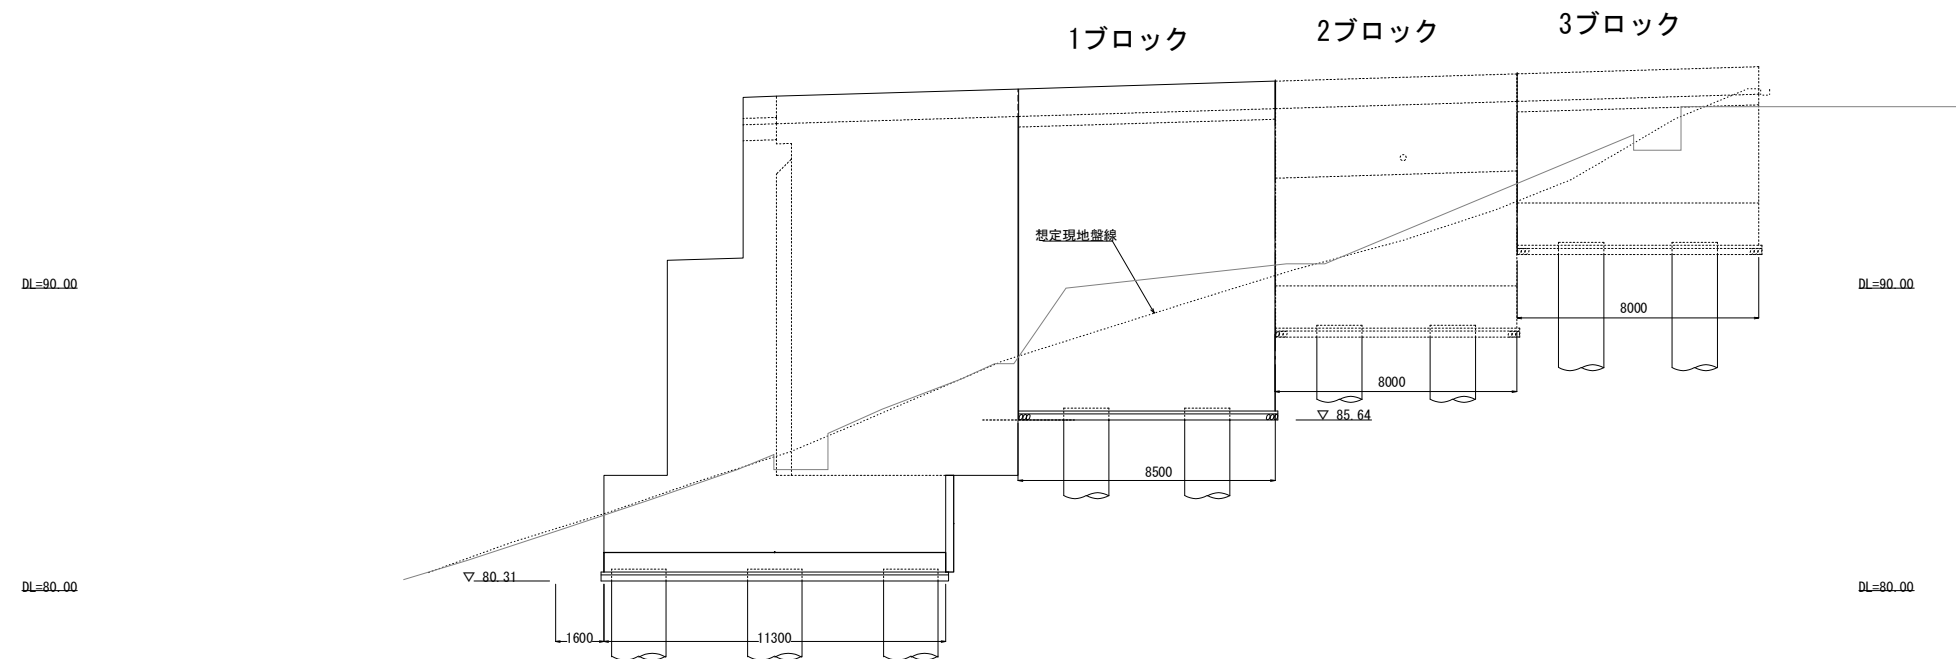 1ブロック
2ブロック
3ブロック
想定現地盤線
DL=90.00
DL=90.00
8000
8000
▽ 85.64
8500
▽ 80.31
DL=80.00
DL=80.00
1600
11300